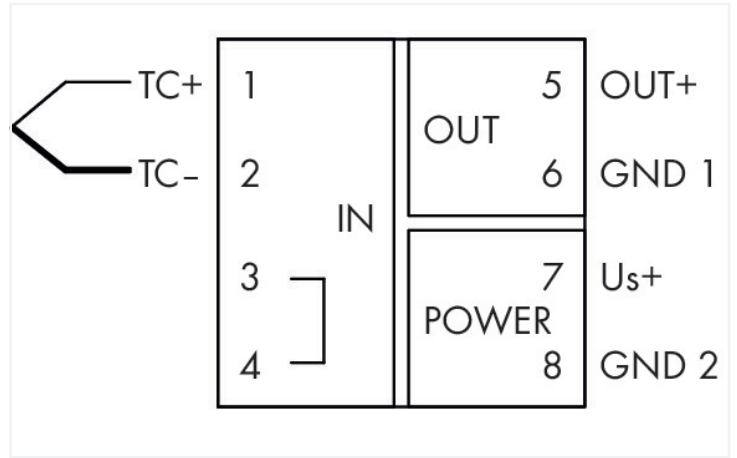 TC+ 1 5 OUT+
OUT
TC- 2 6 GND 1
IN
3 7 Us+
POWER
4 8 GND 2